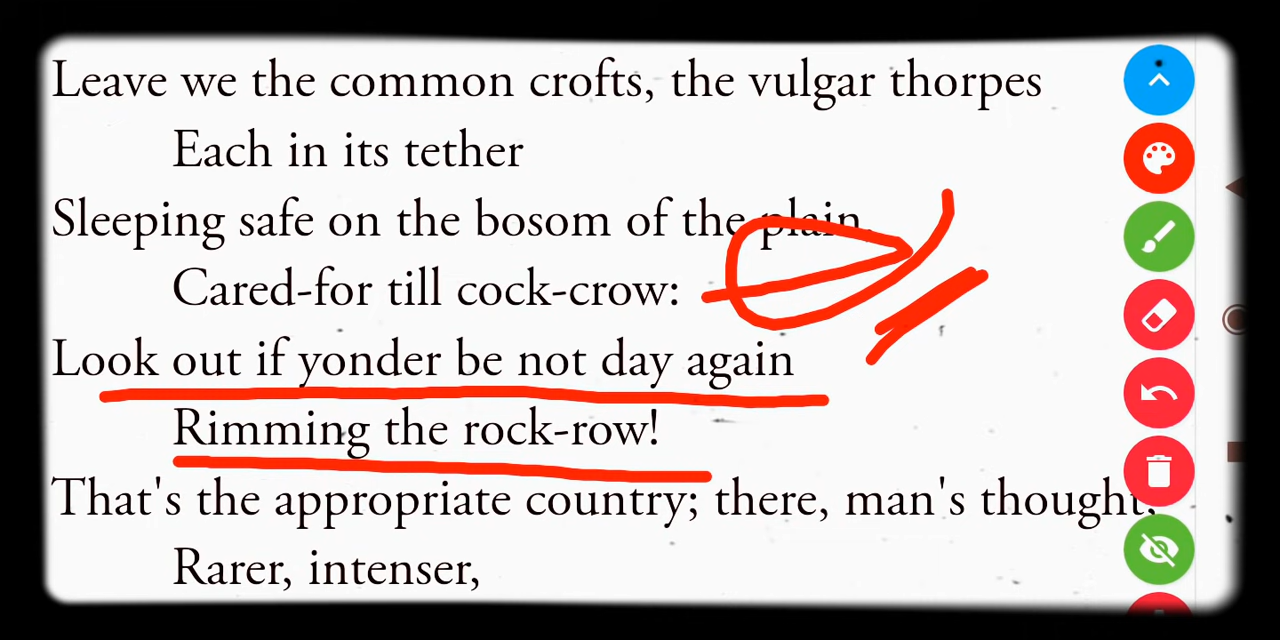 Leave we the common crofts, the vulgar thorpes
Each in its tether
Sleeping safe on the bosom of the plain,
Cared-for till cock-crow:
Look out if yonder be not day again
Rimming the rock-row!
That's the appropriate country; there, man's thought,
Rarer, intenser,